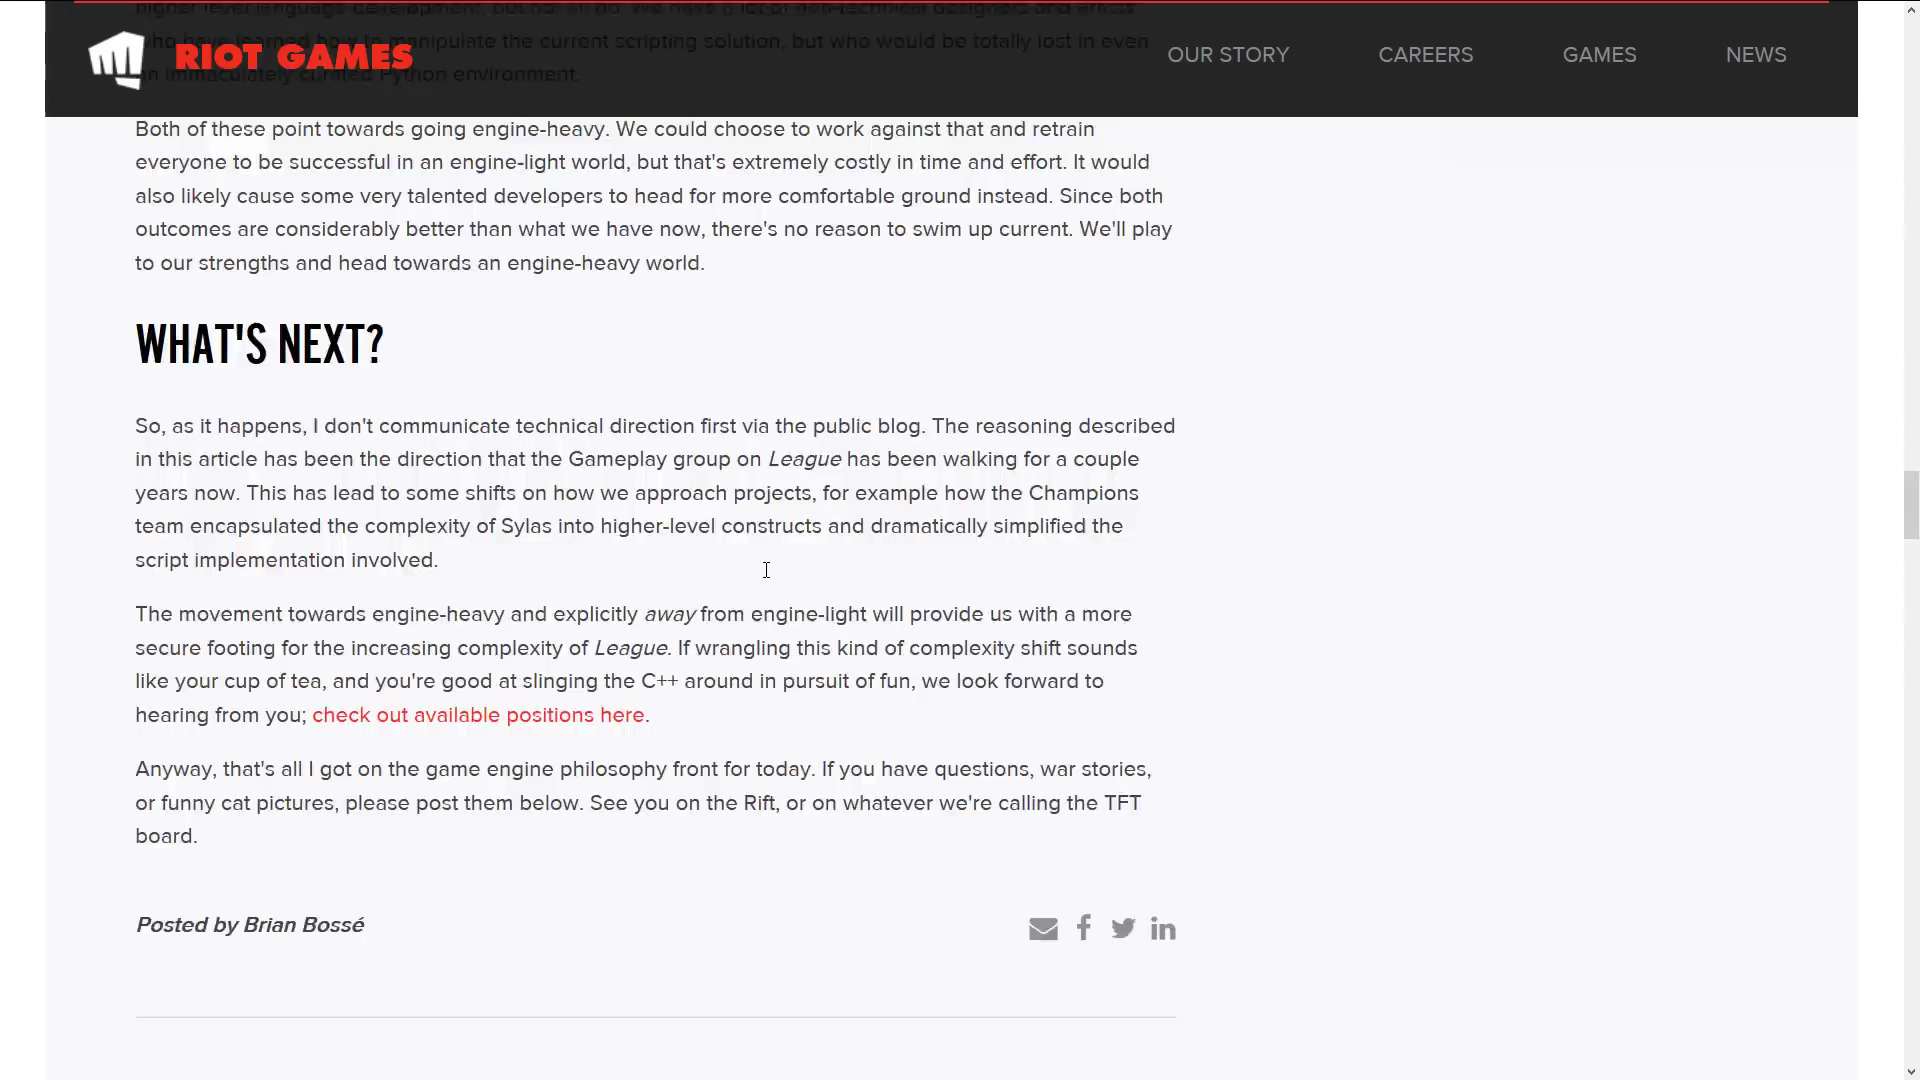 higher level language development, but not all do. We have a lot of non-technical designers and artists
who have learned how to manipulate the current scripting solution, but who would be totally lost in even
an immaculately curated Python environment.
RIOT GAMES
OUR STORY
CAREERS
GAMES
NEWS
Both of these point towards going engine-heavy. We could choose to work against that and retrain
everyone to be successful in an engine-light world, but that's extremely costly in time and effort. It would
also likely cause some very talented developers to head for more comfortable ground instead. Since both
outcomes are considerably better than what we have now, there's no reason to swim up current. We'll play
to our strengths and head towards an engine-heavy world.
WHAT'S NEXT?
So, as it happens, I don't communicate technical direction first via the public blog. The reasoning described
in this article has been the direction that the Gameplay group on League has been walking for a couple
years now. This has lead to some shifts on how we approach projects, for example how the Champions
team encapsulated the complexity of Sylas into higher-level constructs and dramatically simplified the
script implementation involved.
The movement towards engine-heavy and explicitly away from engine-light will provide us with a more
secure footing for the increasing complexity of League. If wrangling this kind of complexity shift sounds
like your cup of tea, and you're good at slinging the C++ around in pursuit of fun, we look forward to
hearing from you; check out available positions here.
Anyway, that's all I got on the game engine philosophy front for today. If you have questions, war stories,
or funny cat pictures, please post them below. See you on the Rift, or on whatever we're calling the TFT
board.
Posted by Brian Bossé